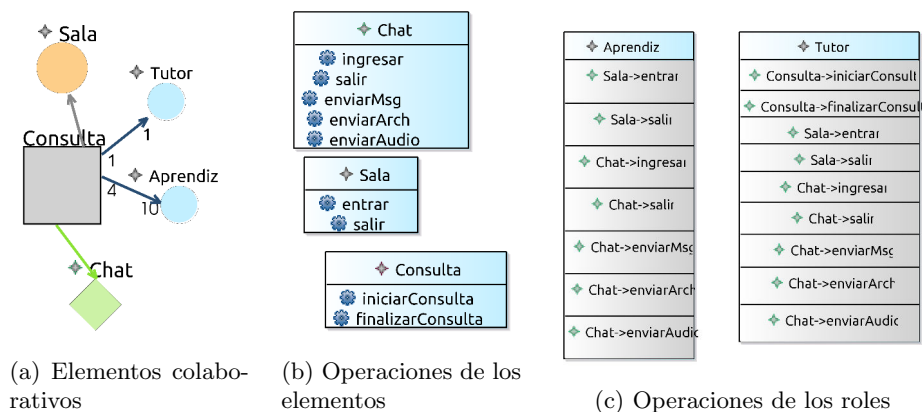 Sala
Tutor
Consulta
1
1
Aprendiz
4
10
Chat
(a) Elementos colabo-
rativos
Chat
ingresar
salir
enviarMsg
enviarArch
enviarAudio
Sala
entrar
salir
Consulta
iniciarConsulta
finalizarConsulta
(b) Operaciones de los
elementos
Aprendiz
Sala->entrar
Sala->salir
Chat->ingresar
Chat->salir
Chat->enviarMsg
Chat->enviarArch
Chat->enviarAudio
Tutor
Consulta->iniciarConsult
Consulta->finalizarConsult
Sala->entrar
Sala->salir
Chat->ingresar
Chat->salir
Chat->enviarMsg
Chat->enviarArch
Chat->enviarAudio
(c) Operaciones de los roles